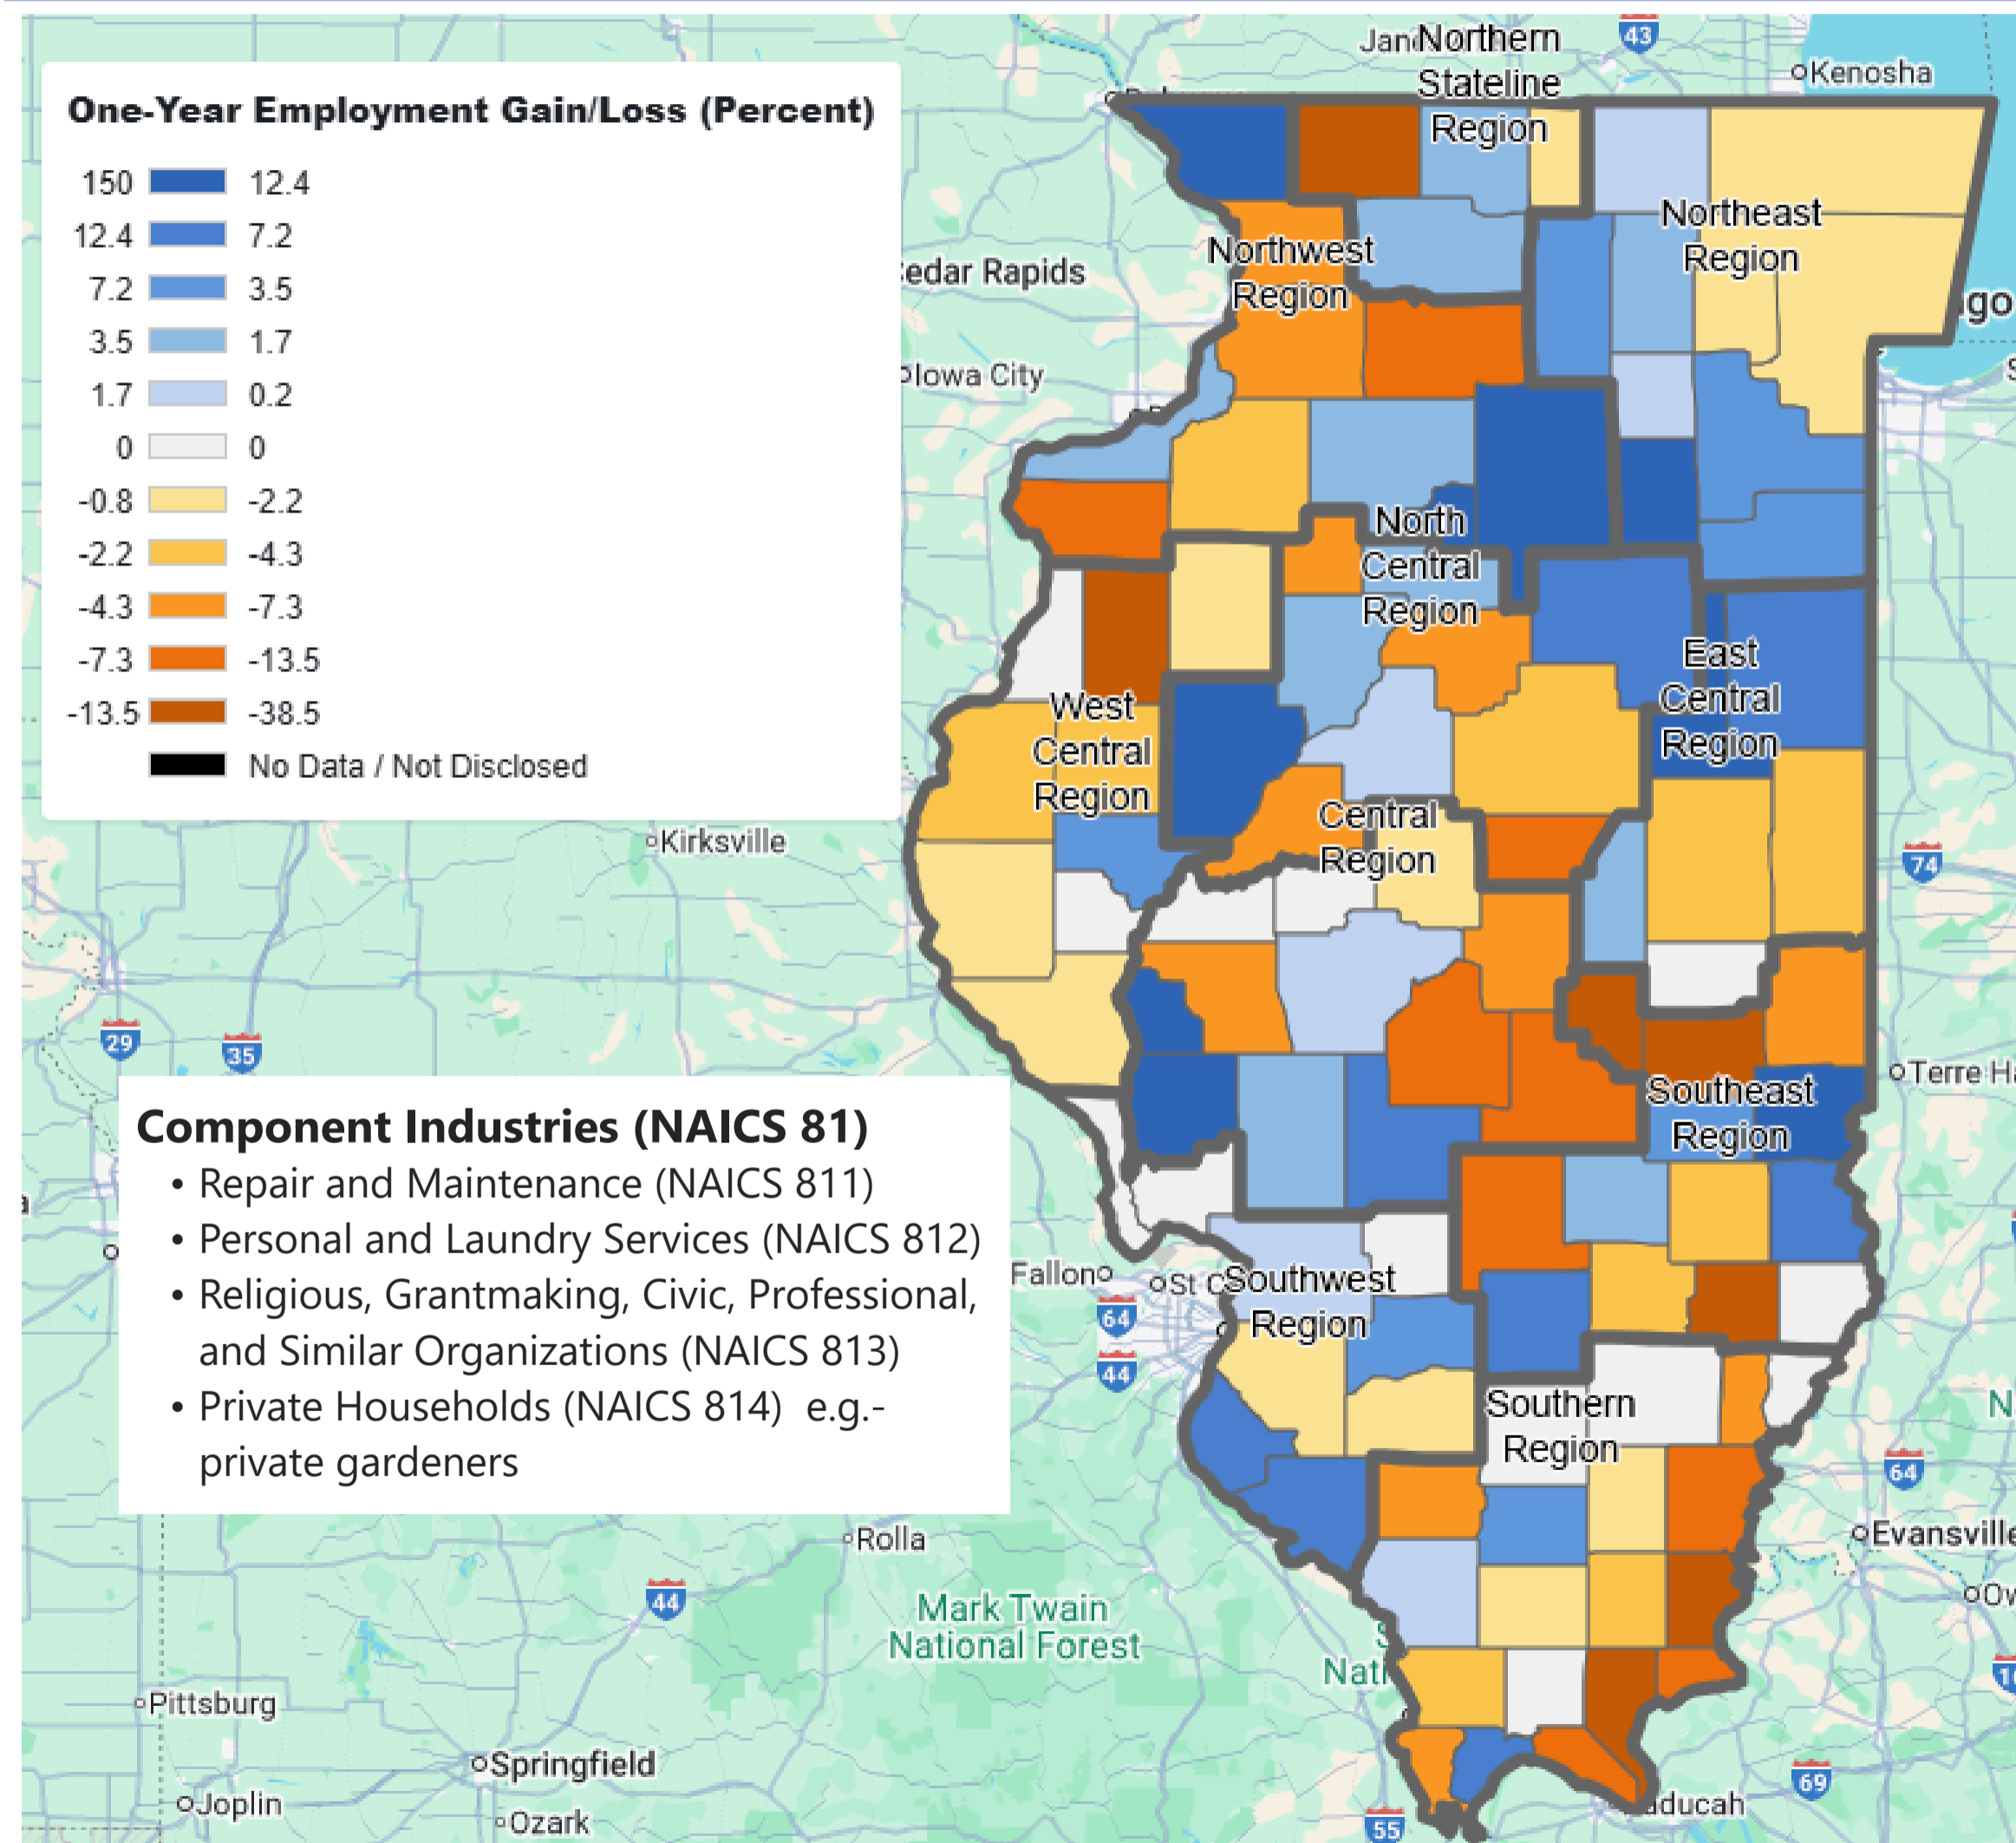 One-Year Employment Gain/Loss (Percent)
150 12.4
12.4 7.2
7.2 3.5
3.5 1.7
1.7 0.2
0 0
-0.8 -2.2
-2.2 -4.3
-4.3 -7.3
-7.3 -13.5
-13.5 -38.5
No Data / Not Disclosed
Northern
Stateline
Region
43
Kenosha
Northeast
Region
Northwest
Region
Iowa City
North
Central
Region
East
Central
Region
West
Central
Region
Central
Region
Kirksville
74
29
35
Terre
Southeast
Region
Component Industries (NAICS 81)
• Repair and Maintenance (NAICS 811)
• Personal and Laundry Services (NAICS 812)
• Religious, Grantmaking, Civic, Professional,
and Similar Organizations (NAICS 813)
• Private Households (NAICS 814) e.g.-
private gardeners
Fallon
St
Southwest
Region
64
44
Southern
Region
64
Rolla
Evansville
44
Mark Twain
National Forest
Pittsburg
Springfield
Joplin
Ozark
69
55